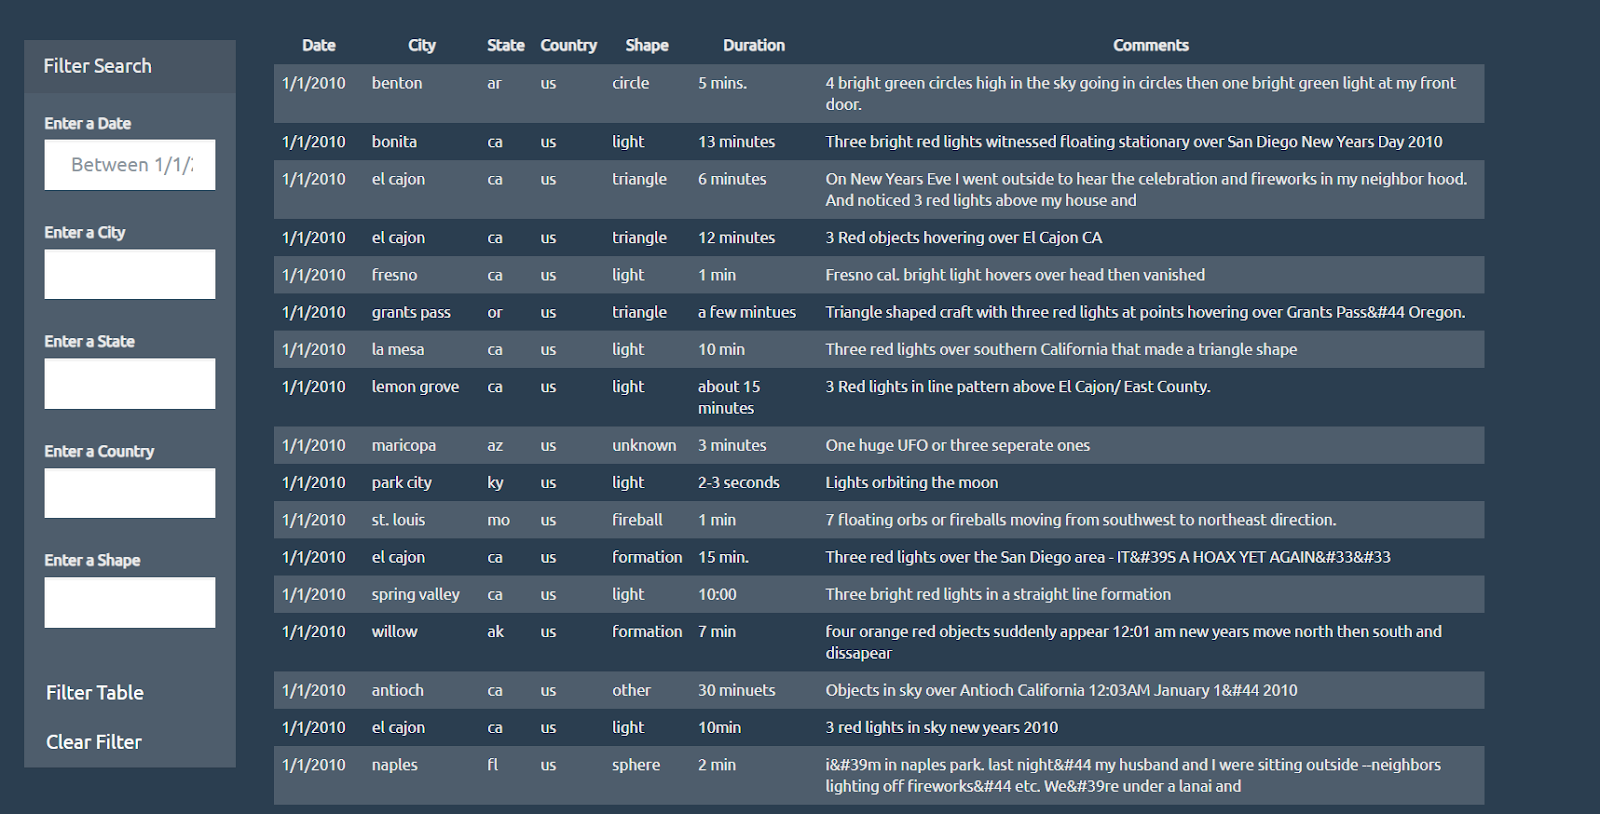 Filter Search
Enter a Date
Between 1/1/
Enter a City
Enter a State
Enter a Country
Enter a Shape
Filter Table
Clear Filter
Date City State Country Shape Duration Comments
1/1/2010 benton ar us circle 5 mins. 4 bright green circles high in the sky going in circles then one bright green light at my front
door.
1/1/2010 bonita ca us light 13 minutes Three bright red lights witnessed floating stationary over San Diego New Years Day 2010
1/1/2010 el cajon ca us triangle 6 minutes On New Years Eve I went outside to hear the celebration and fireworks in my neighbor hood.
And noticed 3 red lights above my house and
1/1/2010 el cajon ca us triangle 12 minutes 3 Red objects hovering over El Cajon CA
1/1/2010 fresno ca us light 1 min Fresno cal. bright light hovers over head then vanished
1/1/2010 grants pass or us triangle a few mintues Triangle shaped craft with three red lights at points hovering over Grants Pass&#44 Oregon.
1/1/2010 la mesa ca us light 10 min Three red lights over southern California that made a triangle shape
1/1/2010 lemon grove ca us light about 15 3 Red lights in line pattern above El Cajon/ East County.
minutes
1/1/2010 maricopa az us unknown 3 minutes One huge UFO or three seperate ones
1/1/2010 park city ky us light 2-3 seconds Lights orbiting the moon
1/1/2010 st. louis mo us fireball 1 min 7 floating orbs or fireballs moving from southwest to northeast direction.
1/1/2010 el cajon ca us formation 15 min. Three red lights over the San Diego area - IT&#39S A HOAX YET AGAIN&#33&#33
1/1/2010 spring valley ca us light 10:00 Three bright red lights in a straight line formation
1/1/2010 willow ak us formation 7 min four orange red objects suddenly appear 12:01 am new years move north then south and
dissapear
1/1/2010 antioch ca us other 30 minuets Objects in sky over Antioch California 12:03AM January 1&#44 2010
1/1/2010 el cajon ca us light 10min 3 red lights in sky new years 2010
1/1/2010 naples fl us sphere 2 min i&#39m in naples park. last night&#44 my husband and I were sitting outside --neighbors
lighting off fireworks&#44 etc. We&#39re under a lanai and